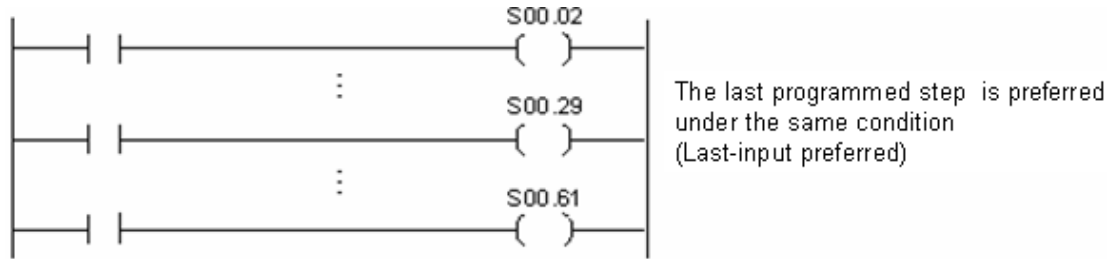 S00.02
S00.29
S00.61
The last programmed step is preferred
under the same condition
(Last-input preferred)